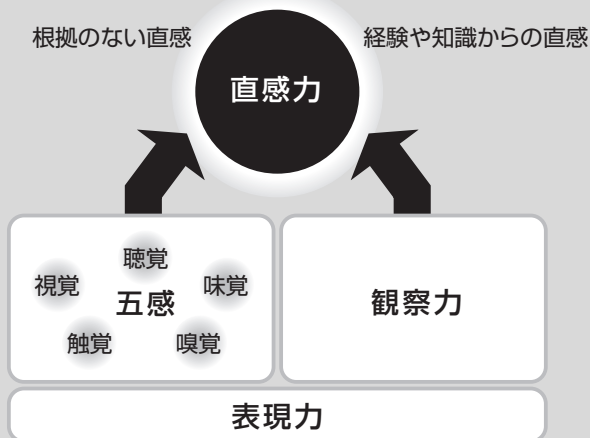 根拠のない直感
経験や知識からの直感
直感力
聴覚
視覚
味覚
五感
触覚
嗅覚
観察力
表現力